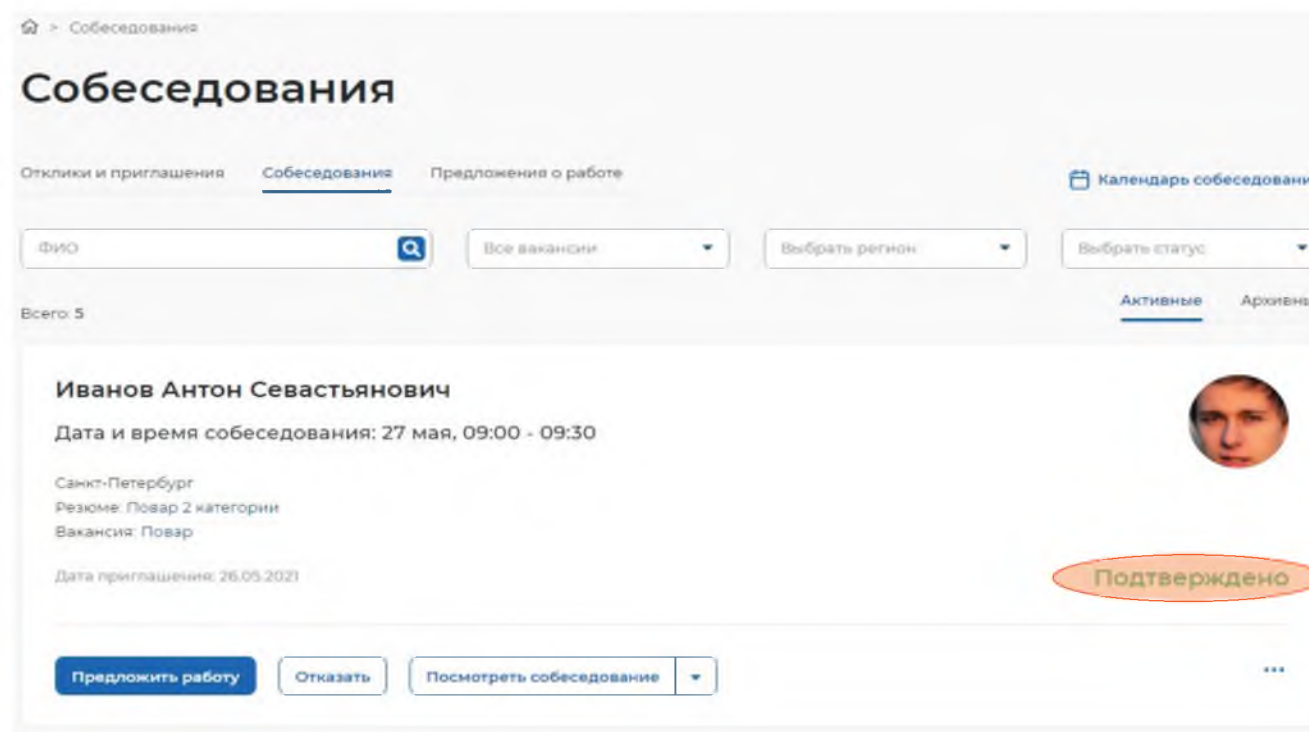 > Собеседования
Собеседования
Отклики и приглашения Собеседования Предложения о работе
Календарь собеседовани
ФИО Все вакансии Выбрать регион Выбрать статус
Активные Архивны
Всего: 5
Иванов Антон Севастьянович
Дата и время собеседования: 27 мая, 09:00 - 09:30
Санкт-Петербург
Резюме: Повар 2 категории
Вакансия: Повар
Дата приглашения: 26.05.2021
Подтверждено
Предложить работу Отказать Посмотреть собеседование